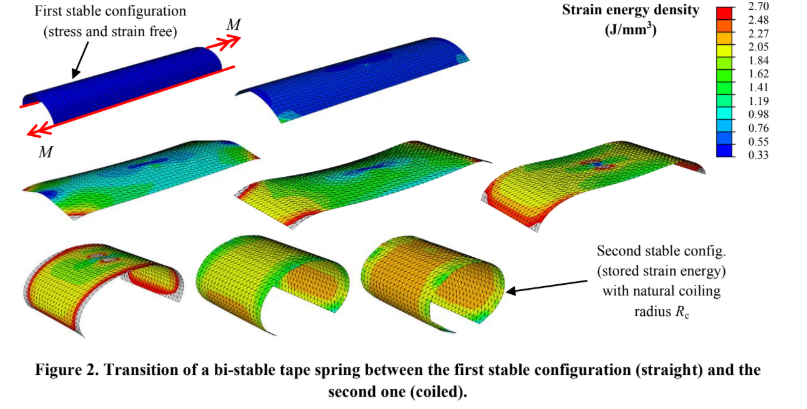 First stable configuration
(stress and strain free)
M
M
Strain energy density
(J/mm³)
2.70
2.48
2.27
2.05
1.84
1.62
1.41
1.19
0.98
0.76
0.55
0.33
Second stable config.
(stored strain energy)
with natural coiling
radius Rc
Figure 2. Transition of a bi-stable tape spring between the first stable configuration (straight) and the
second one (coiled).